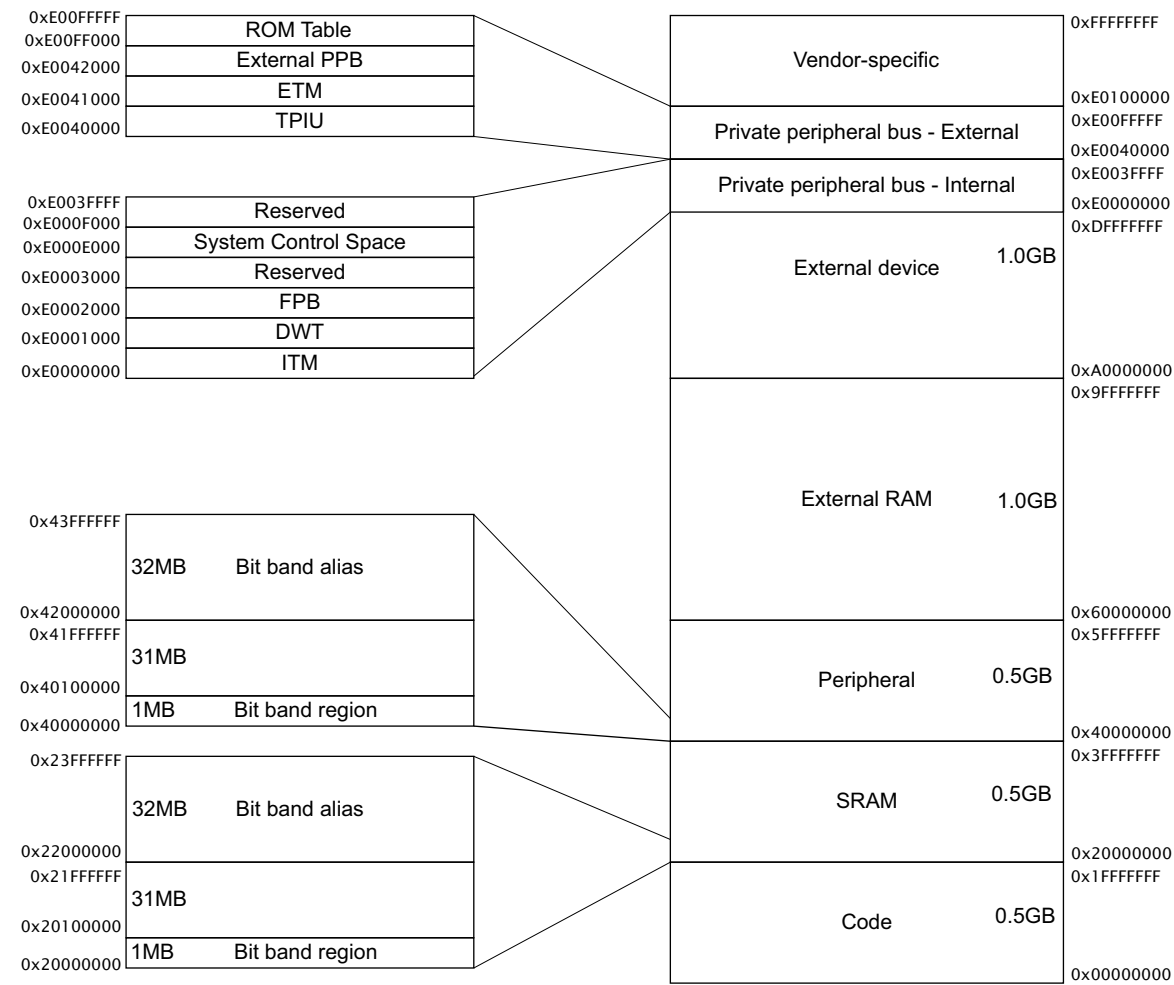 0xE00FFFFF
ROM Table
0xE00FF000
External PPB
0xE0042000
ETM
0xE0041000
TPIU
0xE0040000
0xE003FFFF
Reserved
0xE000F000
System Control Space
0xE000E000
Reserved
0xE0003000
FPB
0xE0002000
DWT
0xE0001000
ITM
0xE0000000
0x43FFFFFF
32MB Bit band alias
0x42000000
0x41FFFFFF
31MB
0x40100000
1MB Bit band region
0x40000000
0x23FFFFFF
32MB Bit band alias
0x22000000
0x21FFFFFF
31MB
0x20100000
1MB Bit band region
0x20000000
0xFFFFFFFF
Vendor-specific
0xE0100000
0xE00FFFFF
Private peripheral bus - External
0xE0040000
0xE003FFFF
Private peripheral bus - Internal
0xE0000000
0xDFFFFFFF
External device 1.0GB
0xA0000000
0x9FFFFFFF
External RAM 1.0GB
0x60000000
0x5FFFFFFF
Peripheral 0.5GB
0x40000000
0x3FFFFFFF
SRAM 0.5GB
0x20000000
0x1FFFFFFF
Code 0.5GB
0x00000000